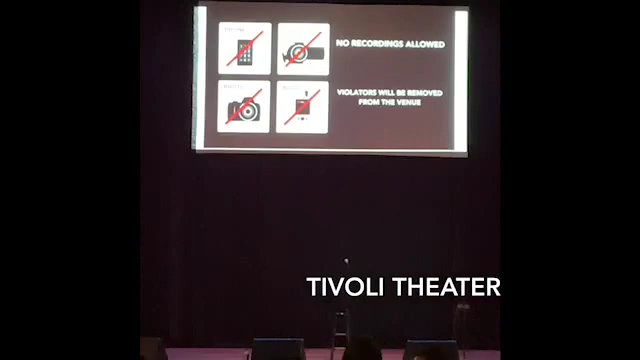 NO RECORDINGS ALLOWED
VIOLATORS WILL BE REMOVED
FROM THE VENUE
TIVOLI THEATER